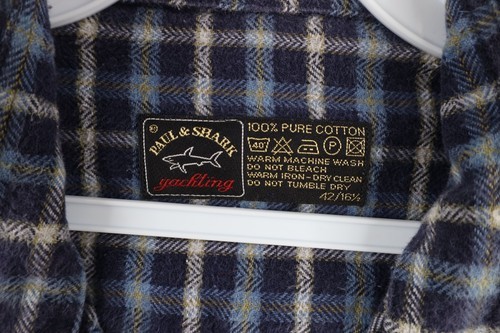 ®
PAUL & SHARK
yachting
100% PURE COTTON
40° P
WARM MACHINE WASH
DO NOT BLEACH
WARM IRON-DRY CLEAN
DO NOT TUMBLE DRY
42/16½